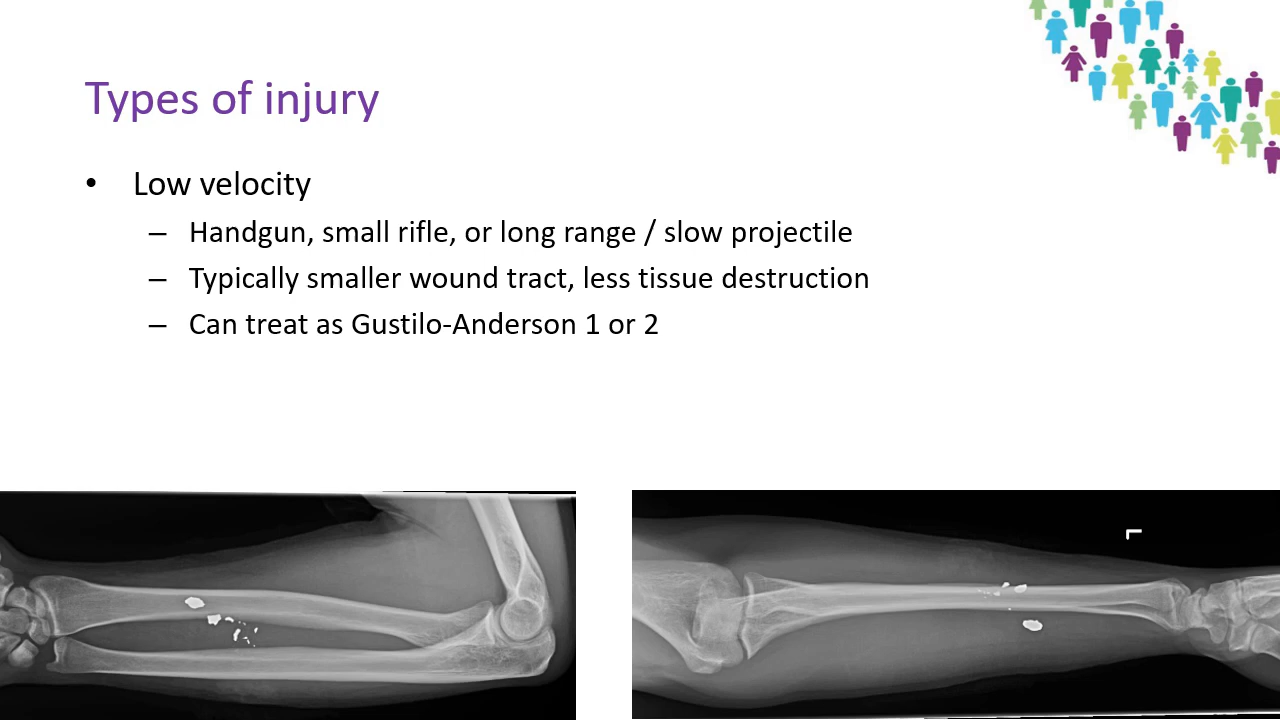 Types of injury
• Low velocity
– Handgun, small rifle, or long range / slow projectile
– Typically smaller wound tract, less tissue destruction
– Can treat as Gustilo-Anderson 1 or 2